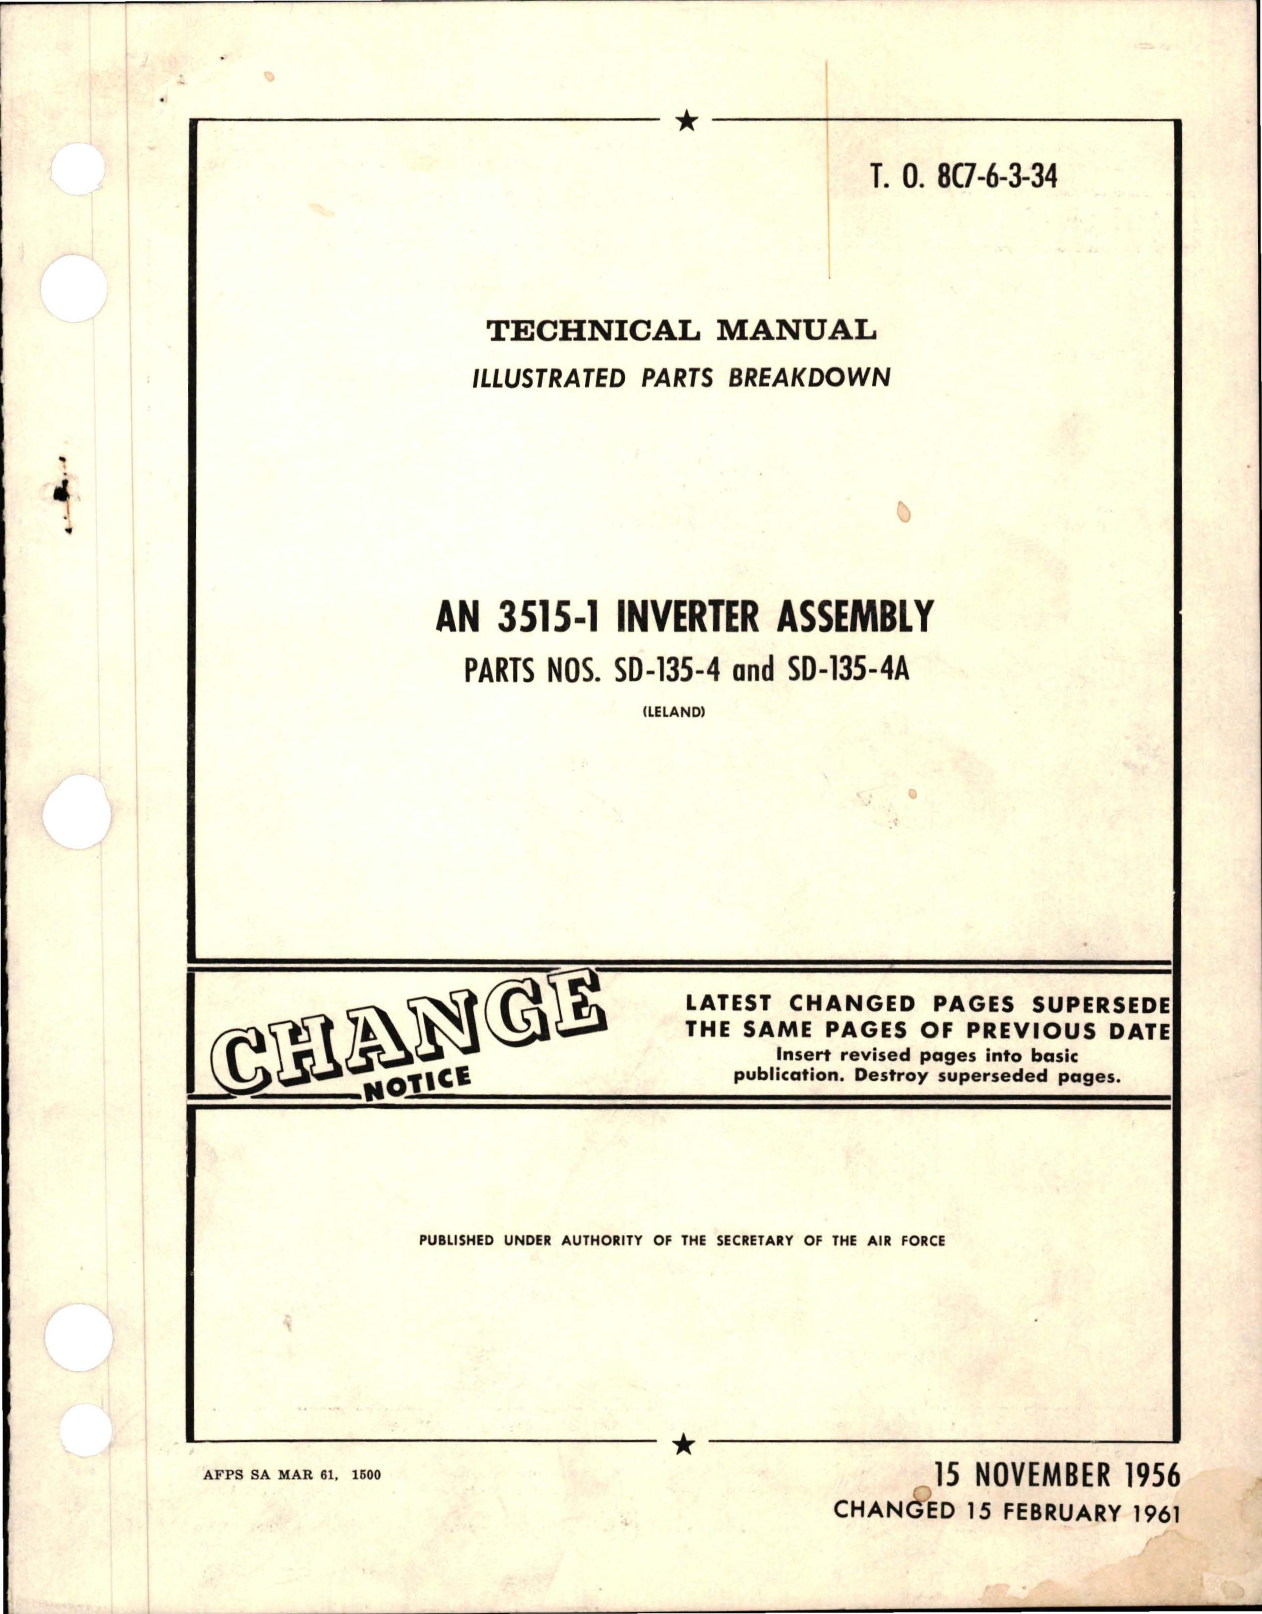 T. O. 8C7-6-3-34
TECHNICAL MANUAL
ILLUSTRATED PARTS BREAKDOWN
AN 3515-1 INVERTER ASSEMBLY
PARTS NOS. SD-135-4 and SD-135-4A
(LELAND)
CHANGE
NOTICE
LATEST CHANGED PAGES SUPERSEDE
THE SAME PAGES OF PREVIOUS DATE
Insert revised pages into basic
publication. Destroy superseded pages.
PUBLISHED UNDER AUTHORITY OF THE SECRETARY OF THE AIR FORCE
AFPS SA MAR 61, 1500
15 NOVEMBER 1956
CHANGED 15 FEBRUARY 1961